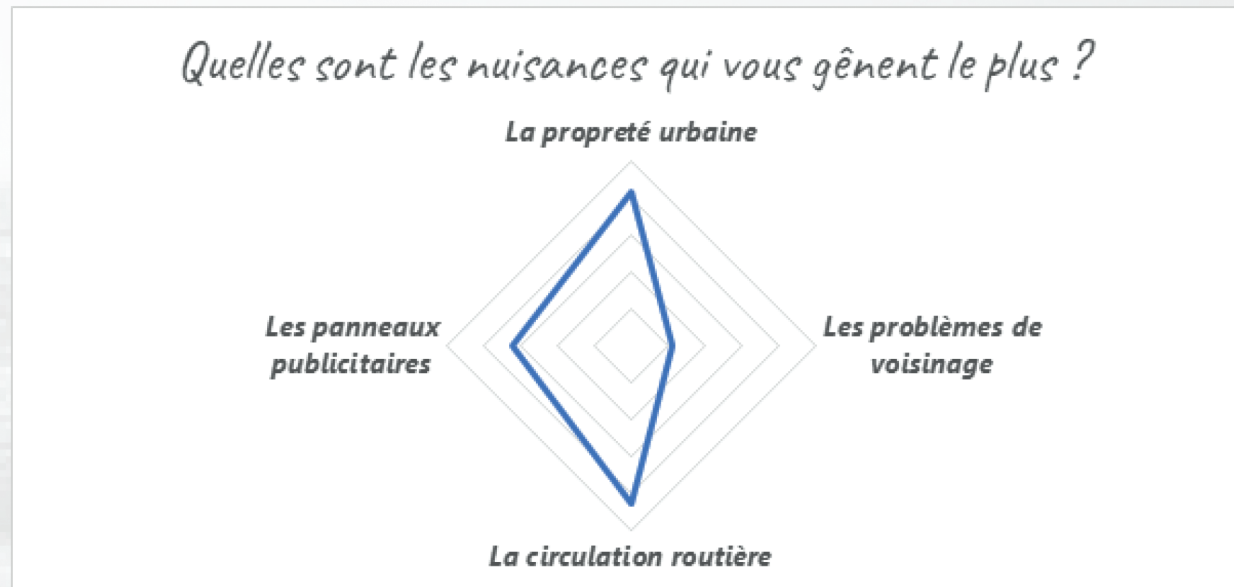 Quelles sont les nuisances qui vous gênent le plus ?
La propreté urbaine
Les panneaux
publicitaires
Les problèmes de
voisinage
La circulation routière